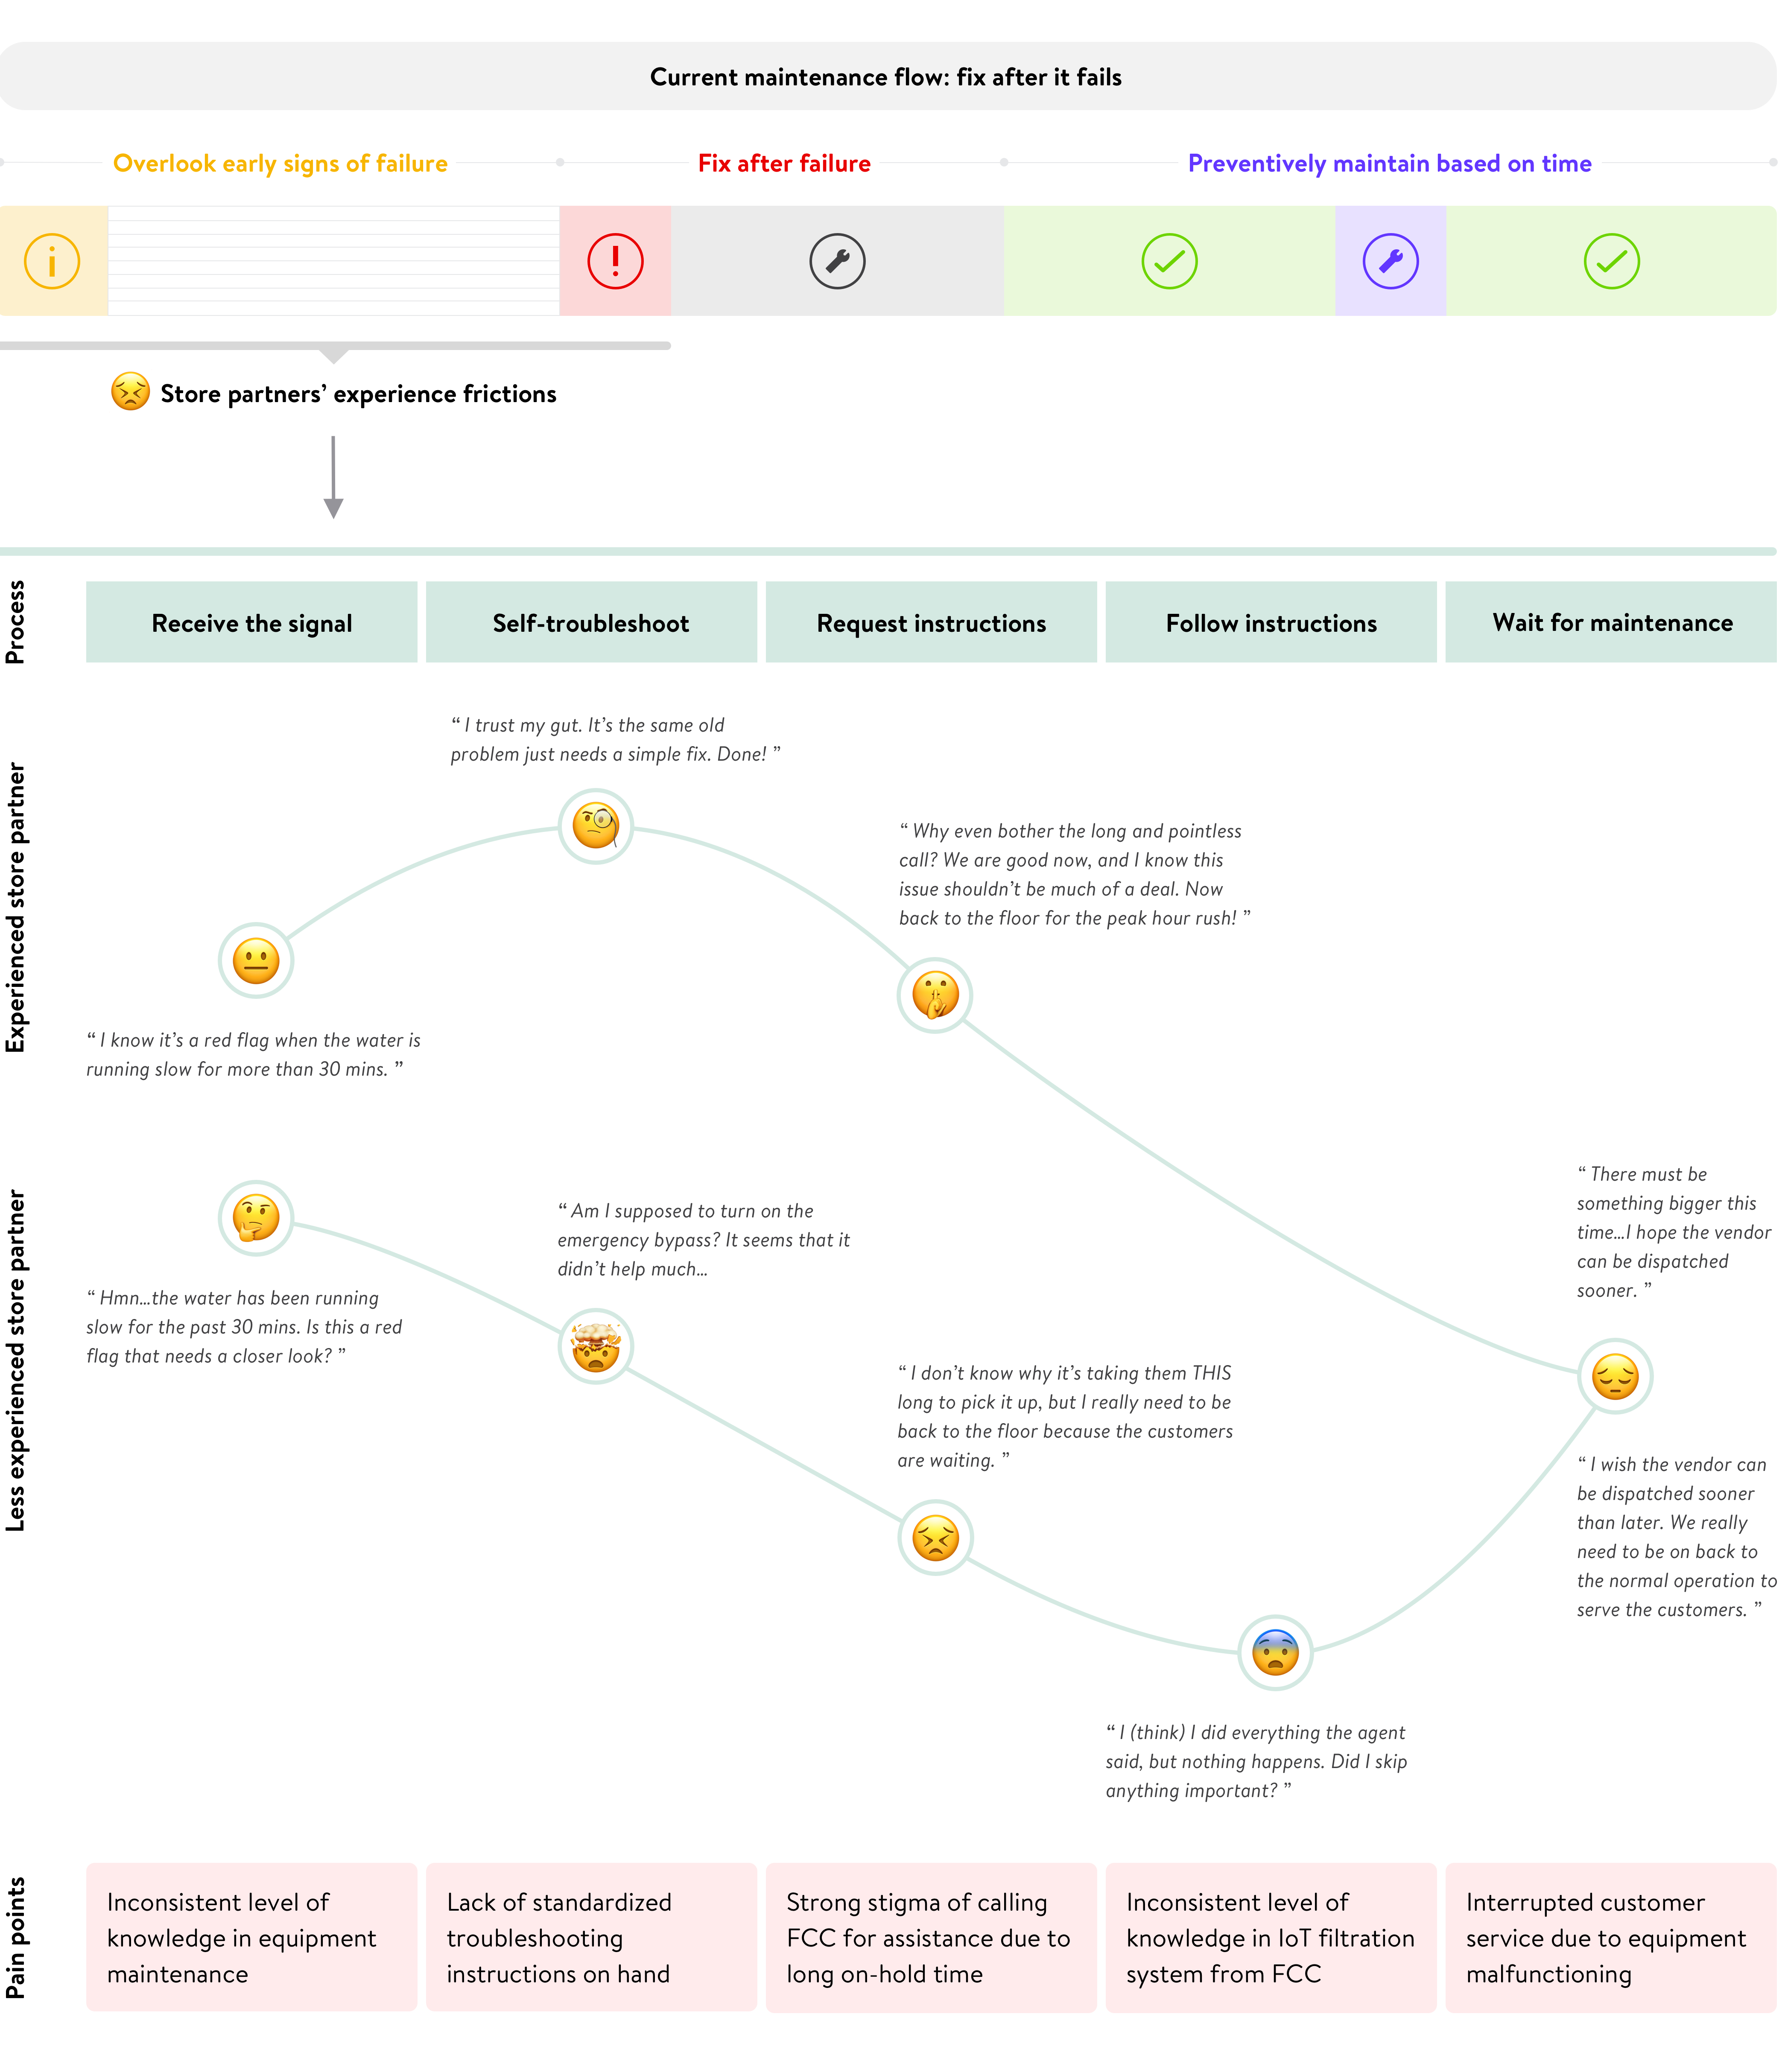 Current maintenance flow: fix after it fails
Overlook early signs of failure
Fix after failure
Preventively maintain based on time
Store partners’ experience frictions
Process
Receive the signal
Self-troubleshoot
Request instructions
Follow instructions
Wait for maintenance
Experienced store partner
“ I trust my gut. It’s the same old
problem just needs a simple fix. Done! ”
“ Why even bother the long and pointless
call? We are good now, and I know this
issue shouldn’t be much of a deal. Now
back to the floor for the peak hour rush! ”
“ I know it’s a red flag when the water is
running slow for more than 30 mins. ”
“ There must be
something bigger this
time…I hope the vendor
can be dispatched
sooner. ”
Less experienced store partner
“ Am I supposed to turn on the
emergency bypass? It seems that it
didn’t help much…
“ Hmn…the water has been running
slow for the past 30 mins. Is this a red
flag that needs a closer look? ”
“ I don’t know why it’s taking them THIS
long to pick it up, but I really need to be
back to the floor because the customers
are waiting. ”
“ I wish the vendor can
be dispatched sooner
than later. We really
need to be on back to
the normal operation to
serve the customers. ”
“ I (think) I did everything the agent
said, but nothing happens. Did I skip
anything important? ”
Pain points
Inconsistent level of
knowledge in equipment
maintenance
Lack of standardized
troubleshooting
instructions on hand
Strong stigma of calling
FCC for assistance due to
long on-hold time
Inconsistent level of
knowledge in IoT filtration
system from FCC
Interrupted customer
service due to equipment
malfunctioning